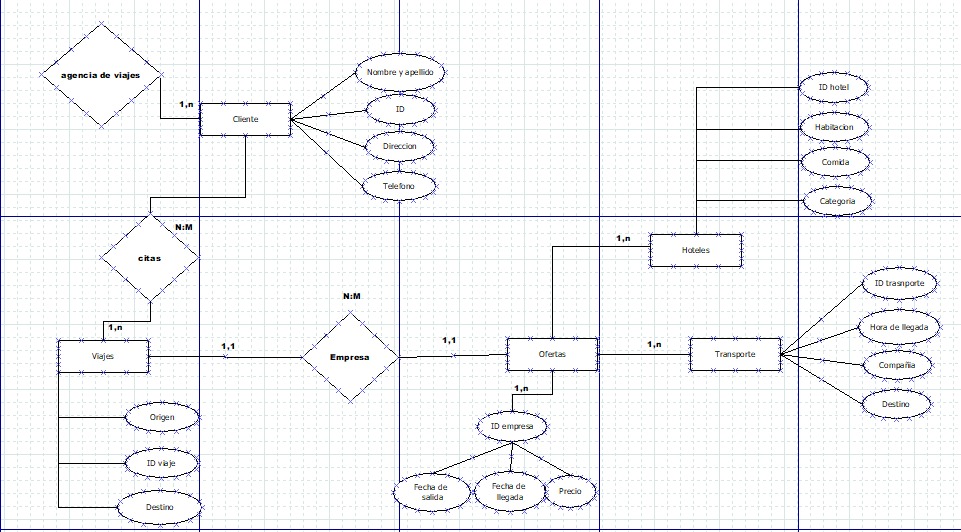 agencia de viajes
1,n
Cliente
Nombre y apellido
ID
Direccion
Telefono
ID hotel
Habitacion
Comida
Categoria
N:M
citas
1,n
Hoteles
1,n
Viajes
1,1
N:M
Empresa
1,1
Ofertas
1,n
Transporte
ID trasnporte
Hora de llegada
Compañia
Destino
Origen
ID viaje
Destino
1,n
ID empresa
Fecha de
salida
Fecha de
llegada
Precio